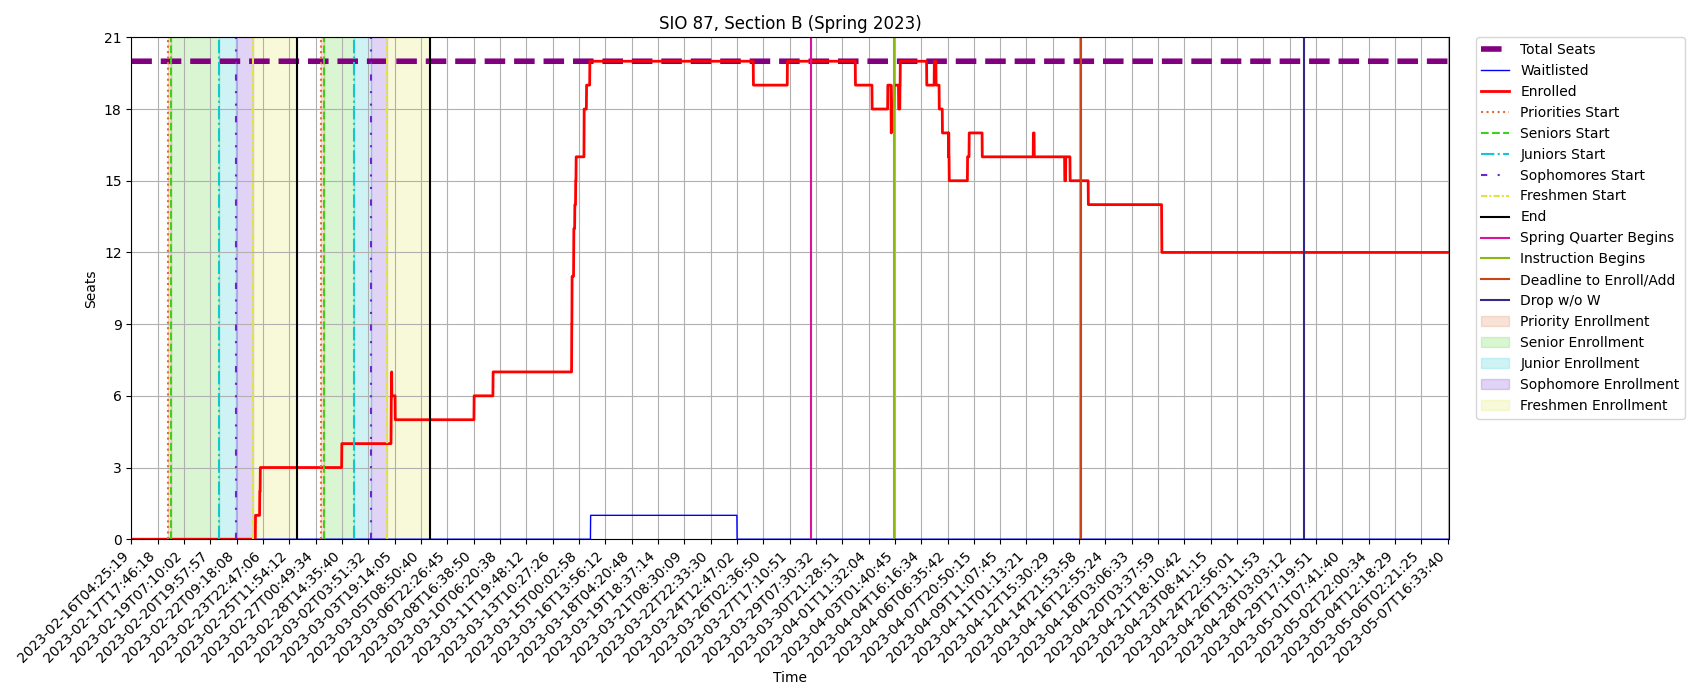 SIO 87, Section B (Spring 2023)
21
18
15
12
9
6
3
0
Seats
2023-02-16T04:25:19
2023-02-17T17:46:18
2023-02-19T07:10:02
2023-02-20T19:57:57
2023-02-22T09:18:08
2023-02-23T22:47:06
2023-02-25T11:54:12
2023-02-27T00:49:34
2023-02-28T14:35:40
2023-03-02T03:51:32
2023-03-03T19:14:05
2023-03-05T08:50:40
2023-03-06T22:26:45
2023-03-08T16:38:50
2023-03-10T06:20:38
2023-03-11T19:48:12
2023-03-13T10:27:26
2023-03-15T00:02:58
2023-03-16T13:56:12
2023-03-18T04:20:48
2023-03-19T18:37:14
2023-03-21T08:30:09
2023-03-22T22:33:30
2023-03-24T12:47:02
2023-03-26T02:36:50
2023-03-27T17:10:51
2023-03-29T07:30:32
2023-03-30T21:28:51
2023-04-01T11:32:04
2023-04-03T01:40:45
2023-04-04T16:16:34
2023-04-06T06:35:42
2023-04-07T20:50:15
2023-04-09T11:07:45
2023-04-11T01:13:21
2023-04-12T15:30:29
2023-04-14T21:53:58
2023-04-16T12:55:24
2023-04-18T03:06:33
2023-04-20T03:37:59
2023-04-21T18:10:42
2023-04-23T08:41:15
2023-04-24T22:56:01
2023-04-26T13:11:53
2023-04-28T03:03:12
2023-04-29T17:19:51
2023-05-01T07:41:40
2023-05-02T22:00:34
2023-05-04T12:18:29
2023-05-06T02:21:25
2023-05-07T16:33:40
Time
Total Seats
Waitlisted
Enrolled
Priorities Start
Seniors Start
Juniors Start
Sophomores Start
Freshmen Start
End
Spring Quarter Begins
Instruction Begins
Deadline to Enroll/Add
Drop w/o W
Priority Enrollment
Senior Enrollment
Junior Enrollment
Sophomore Enrollment
Freshmen Enrollment